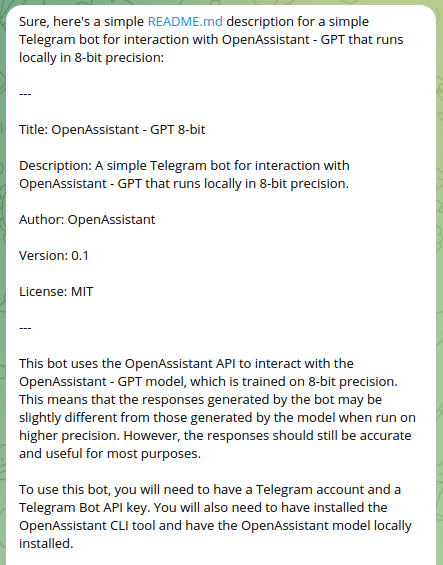 Sure, here's a simple README.md description for a simple
Telegram bot for interaction with OpenAssistant - GPT that runs
locally in 8-bit precision:
---
Title: OpenAssistant - GPT 8-bit
Description: A simple Telegram bot for interaction with
OpenAssistant - GPT that runs locally in 8-bit precision.
Author: OpenAssistant
Version: 0.1
License: MIT
---
This bot uses the OpenAssistant API to interact with the
OpenAssistant - GPT model, which is trained on 8-bit precision.
This means that the responses generated by the bot may be
slightly different from those generated by the model when run on
higher precision. However, the responses should still be accurate
and useful for most purposes.
To use this bot, you will need to have a Telegram account and a
Telegram Bot API key. You will also need to have installed the
OpenAssistant CLI tool and have the OpenAssistant model locally
installed.